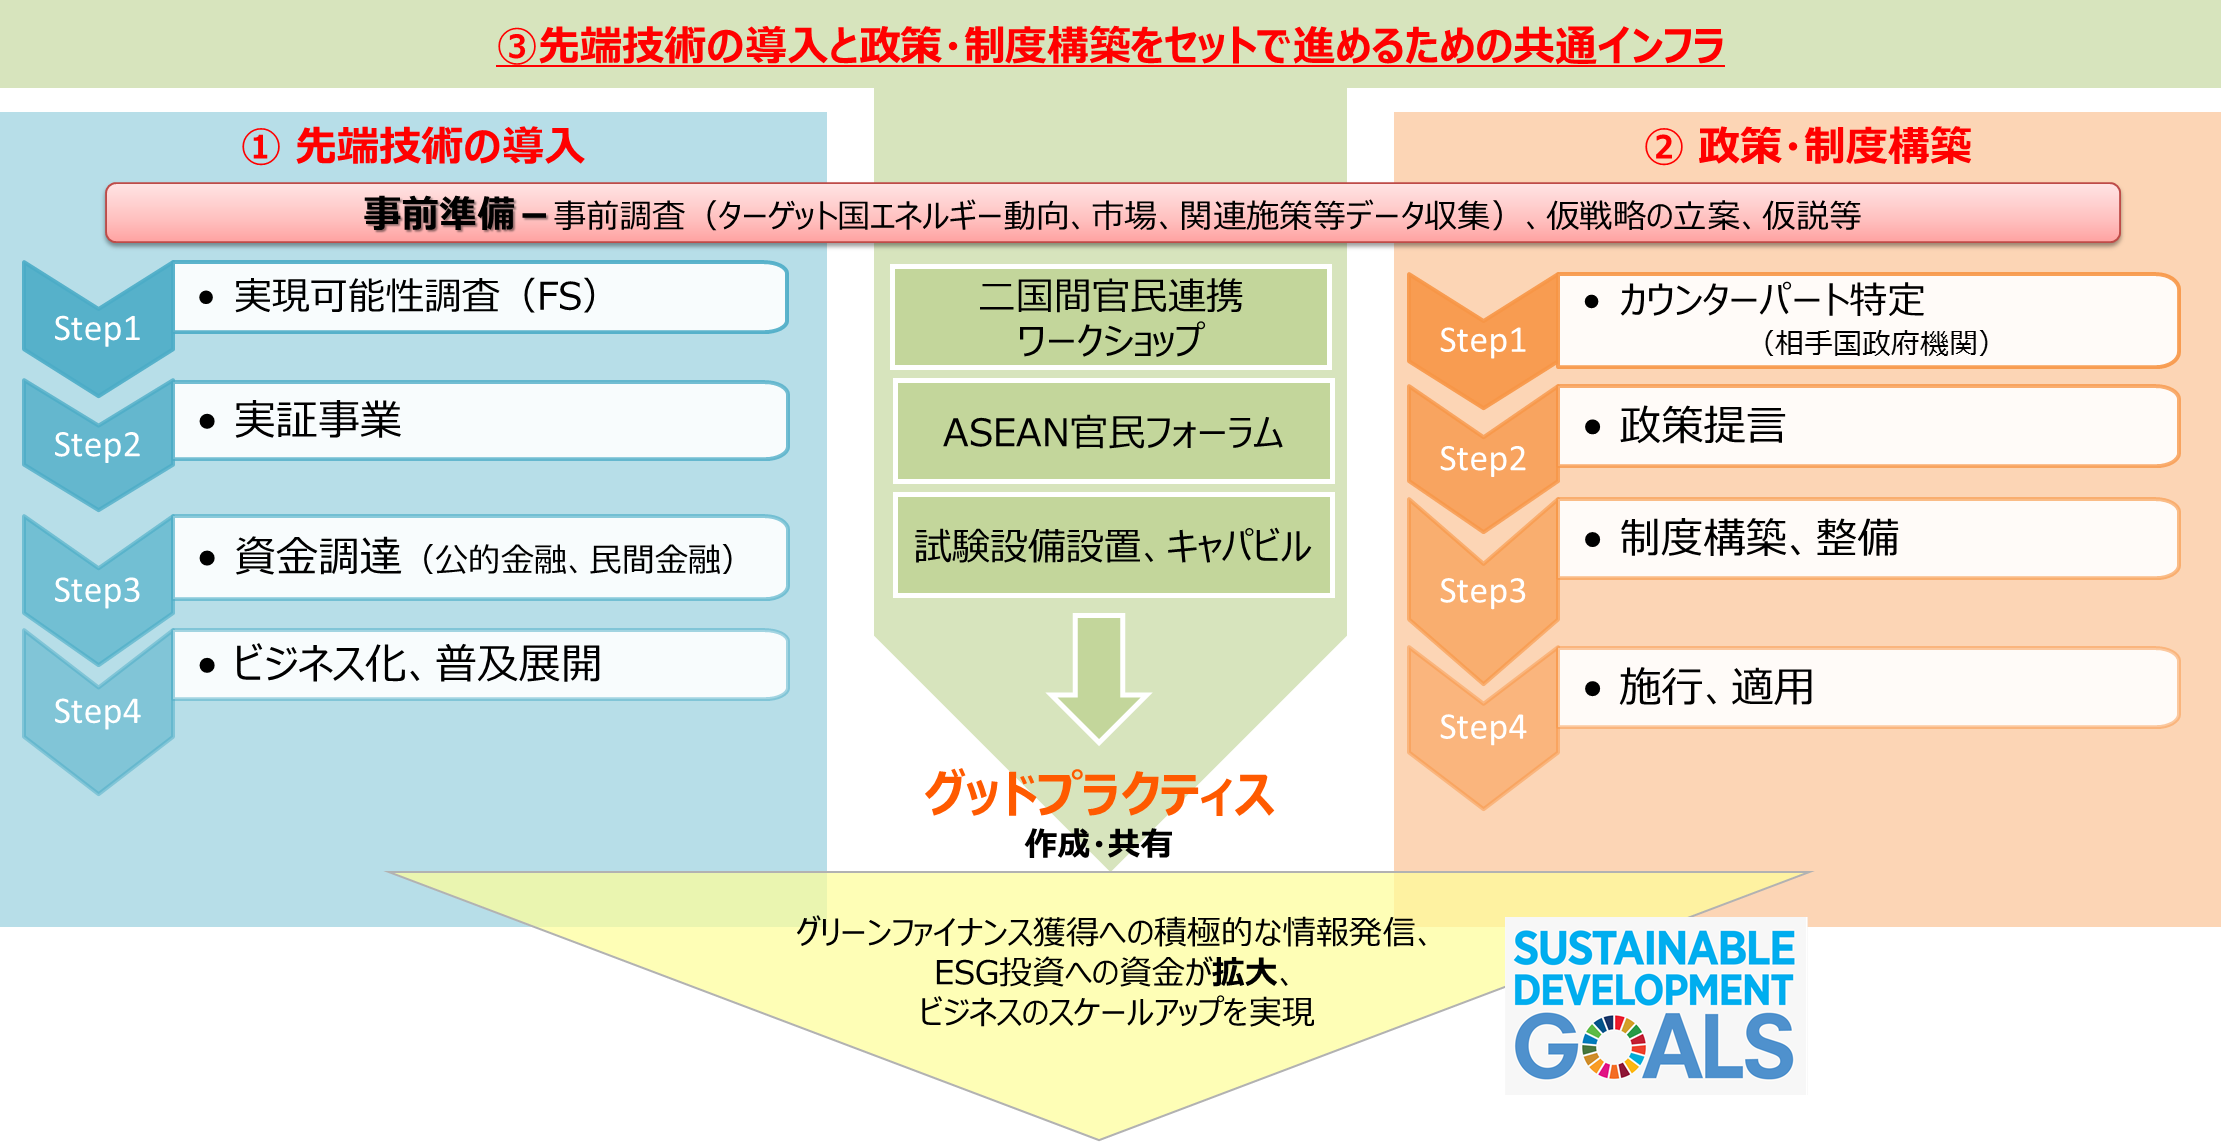 ③先端技術の導入と政策・制度構築をセットで進めるための共通インフラ
① 先端技術の導入
② 政策・制度構築
事前準備－事前調査（ターゲット国エネルギー動向、市場、関連施策等データ収集）、仮戦略の立案、仮説等
Step1
• 実現可能性調査（FS）
Step2
• 実証事業
Step3
• 資金調達（公的金融、民間金融）
Step4
• ビジネス化、普及展開
二国間官民連携
ワークショップ
ASEAN官民フォーラム
試験設備設置、キャパビル
Step1
• カウンターパート特定
（相手国政府機関）
Step2
• 政策提言
Step3
• 制度構築、整備
Step4
• 施行、適用
グッドプラクティス
作成・共有
グリーンファイナンス獲得への積極的な情報発信、
ESG投資への資金が拡大、
ビジネスのスケールアップを実現
SUSTAINABLE
DEVELOPMENT
GOALS